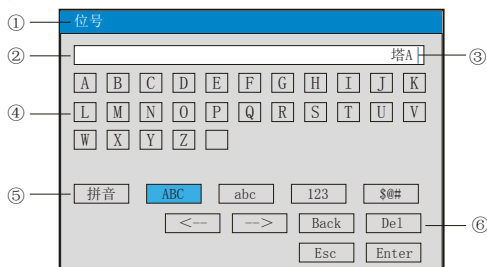 ① 位号
② 塔A ③
A B C D E F G H I J K
④ L M N O P Q R S T U V
W X Y Z
⑤ 拼音 ABC abc 123 $@#
<-- --> Back Del ⑥
Esc Enter